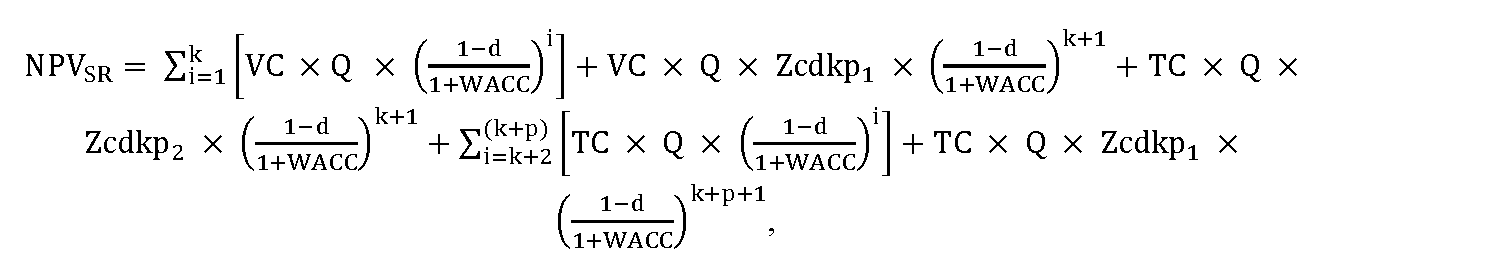 NPV_SR = ∑_{i=1}^{k} [VC × Q × ((1−d)/(1+WACC))^i] + VC × Q × Zcdkp₁ × ((1−d)/(1+WACC))^{k+1} + TC × Q ×
Zcdkp₂ × ((1−d)/(1+WACC))^{k+1} + ∑_{i=k+2}^{(k+p)} [TC × Q × ((1−d)/(1+WACC))^i] + TC × Q × Zcdkp₁ ×
((1−d)/(1+WACC))^{k+p+1},